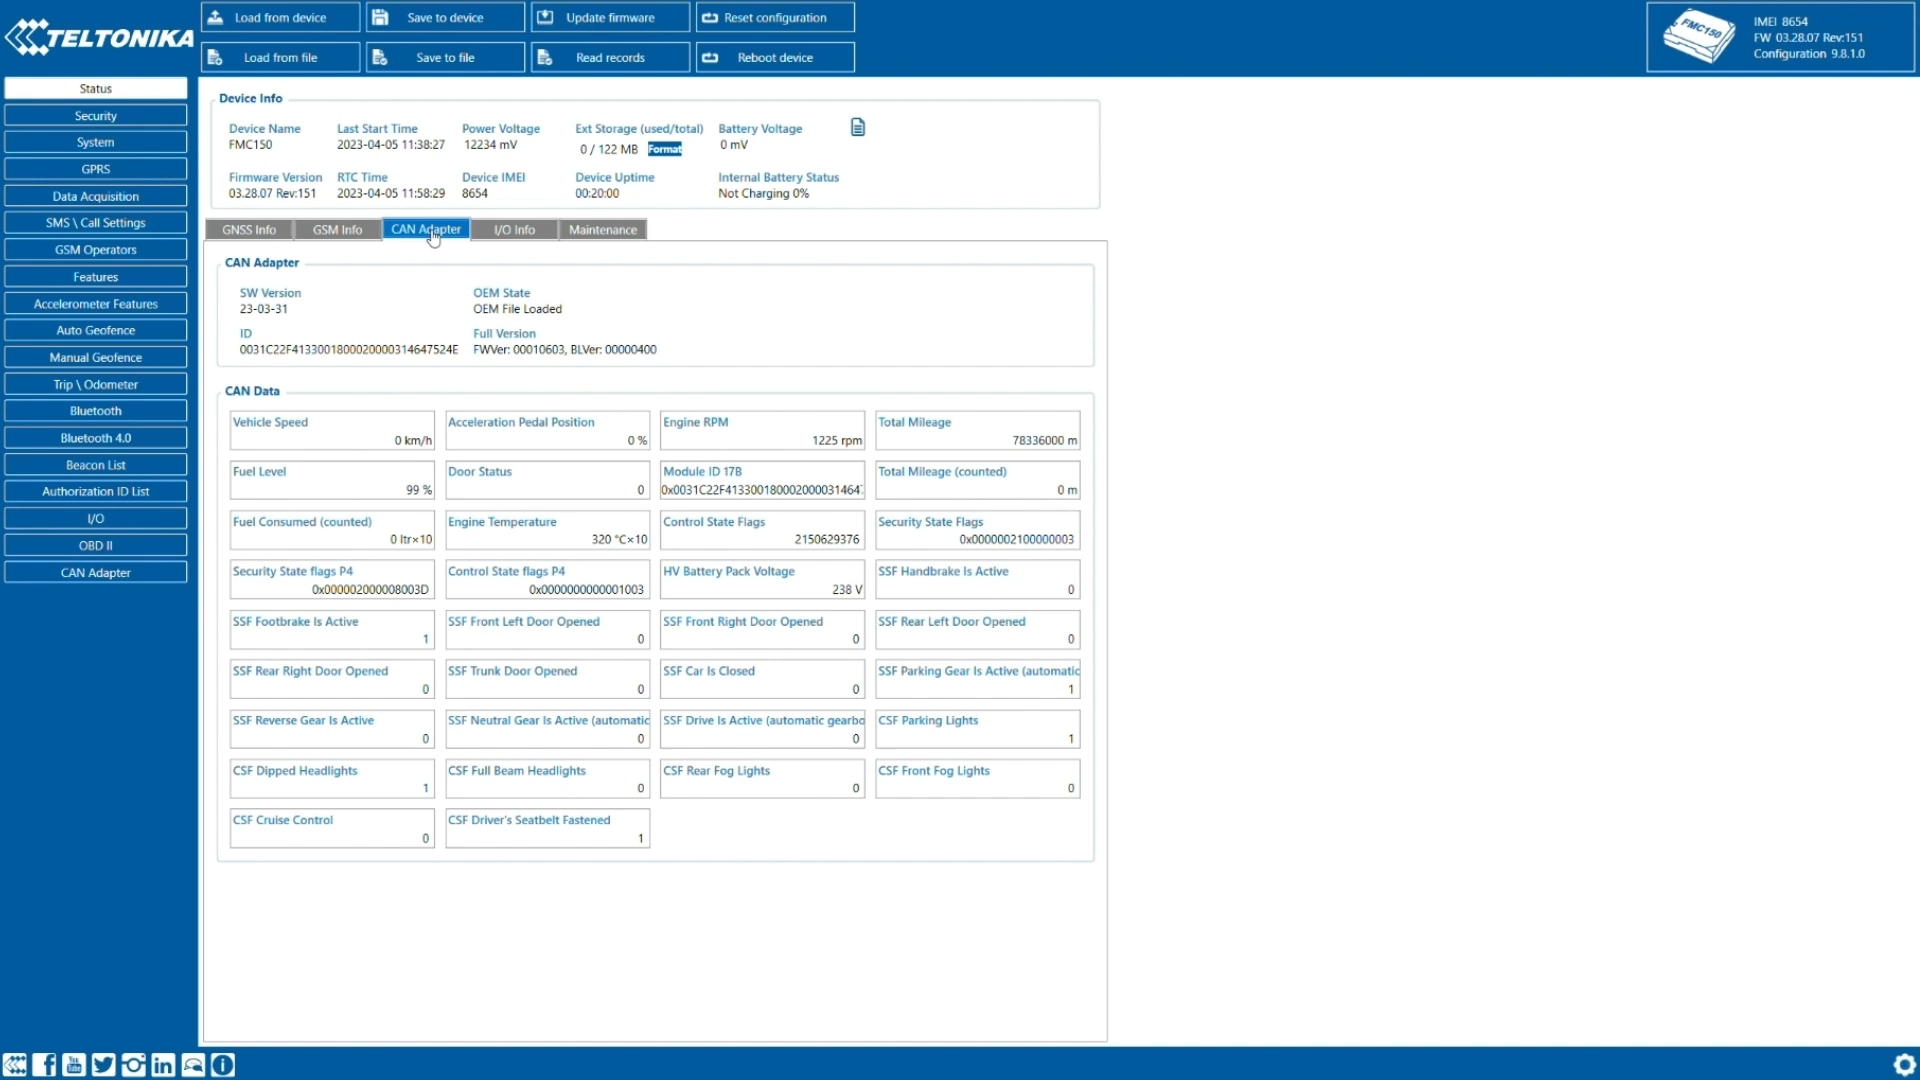 TELTONIKA
Load from device
Save to device
Update firmware
Reset configuration
Load from file
Save to file
Read records
Reboot device
FMC150
IMEI 8654
FW 03.28.07 Rev:151
Configuration 9.8.1.0
Status
Security
System
GPRS
Data Acquisition
SMS \ Call Settings
GSM Operators
Features
Accelerometer Features
Auto Geofence
Manual Geofence
Trip \ Odometer
Bluetooth
Bluetooth 4.0
Beacon List
Authorization ID List
I/O
OBD II
CAN Adapter
Device Info
Device Name
FMC150
Last Start Time
2023-04-05 11:38:27
Power Voltage
12234 mV
Ext Storage (used/total)
0 / 122 MB Format
Battery Voltage
0 mV
Firmware Version
03.28.07 Rev:151
RTC Time
2023-04-05 11:58:29
Device IMEI
8654
Device Uptime
00:20:00
Internal Battery Status
Not Charging 0%
GNSS Info
GSM Info
CAN Adapter
I/O Info
Maintenance
CAN Adapter
SW Version
23-03-31
OEM State
OEM File Loaded
ID
0031C22F4133001800020000314647524E
Full Version
FWVer: 00010603, BLVer: 00000400
CAN Data
Vehicle Speed
0 km/h
Acceleration Pedal Position
0 %
Engine RPM
1225 rpm
Total Mileage
78336000 m
Fuel Level
99 %
Door Status
0
Module ID 17B
0x0031C22F413300180002000031464
Total Mileage (counted)
0 m
Fuel Consumed (counted)
0 ltr×10
Engine Temperature
320 °C×10
Control State Flags
2150629376
Security State Flags
0x0000002100000003
Security State flags P4
0x000002000008003D
Control State flags P4
0x0000000000001003
HV Battery Pack Voltage
238 V
SSF Handbrake Is Active
0
SSF Footbrake Is Active
1
SSF Front Left Door Opened
0
SSF Front Right Door Opened
0
SSF Rear Left Door Opened
0
SSF Rear Right Door Opened
0
SSF Trunk Door Opened
0
SSF Car Is Closed
0
SSF Parking Gear Is Active (automatic
1
SSF Reverse Gear Is Active
0
SSF Neutral Gear Is Active (automatic
0
SSF Drive Is Active (automatic gearbo
0
CSF Parking Lights
1
CSF Dipped Headlights
1
CSF Full Beam Headlights
0
CSF Rear Fog Lights
0
CSF Front Fog Lights
0
CSF Cruise Control
0
CSF Driver's Seatbelt Fastened
1